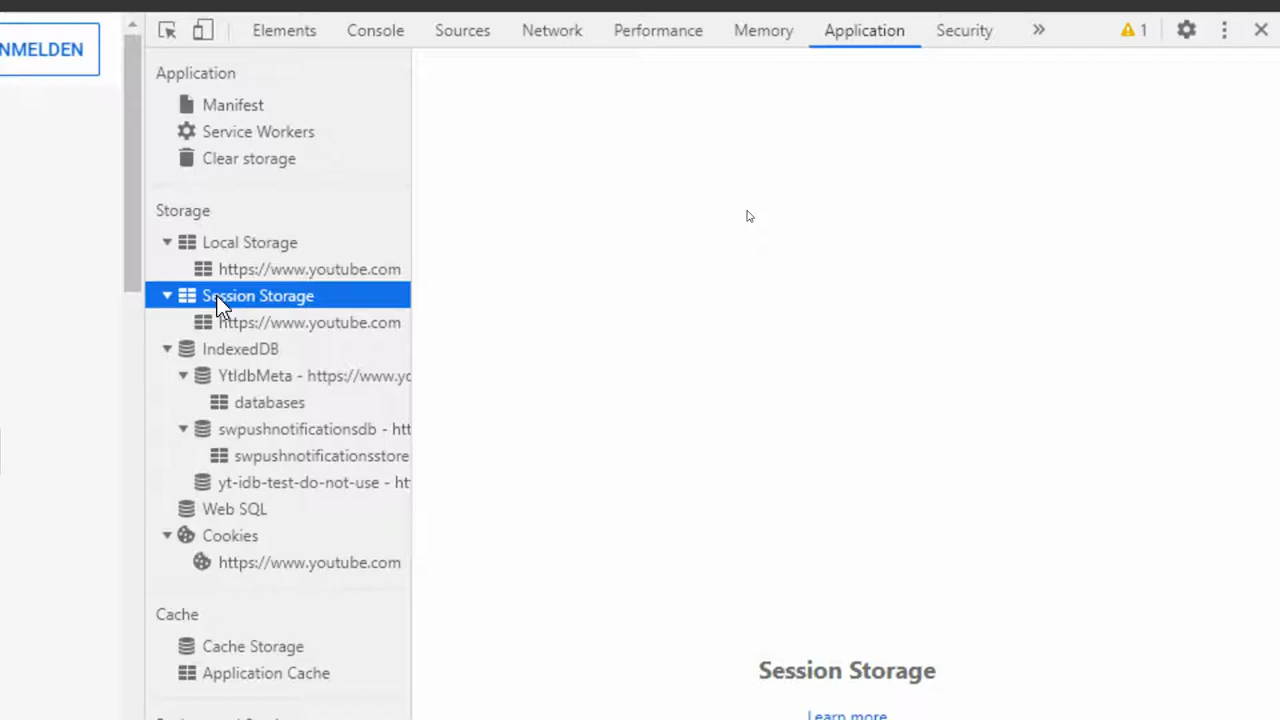 NMELDEN
Elements Console Sources Network Performance Memory Application Security » 1
Application
Manifest
Service Workers
Clear storage
Storage
Local Storage
https://www.youtube.com
Session Storage
https://www.youtube.com
IndexedDB
YtIdbMeta - https://www.yo
databases
swpushnotificationsdb - htt
swpushnotificationsstore
yt-idb-test-do-not-use - ht
Web SQL
Cookies
https://www.youtube.com
Cache
Cache Storage
Application Cache
Session Storage
Learn more